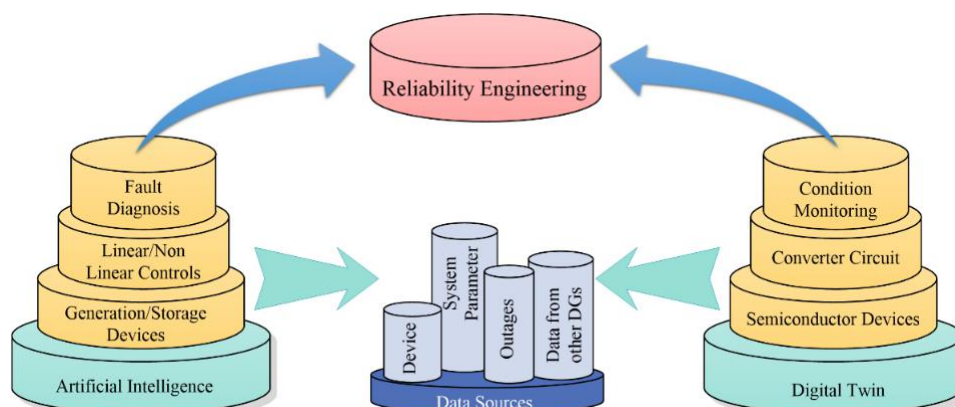 Reliability Engineering
Fault
Diagnosis
Linear/Non
Linear Controls
Generation/Storage
Devices
Artificial Intelligence
Device
System
Parameter
Outages
Data from
other DGs
Data Sources
Condition
Monitoring
Converter Circuit
Semiconductor Devices
Digital Twin